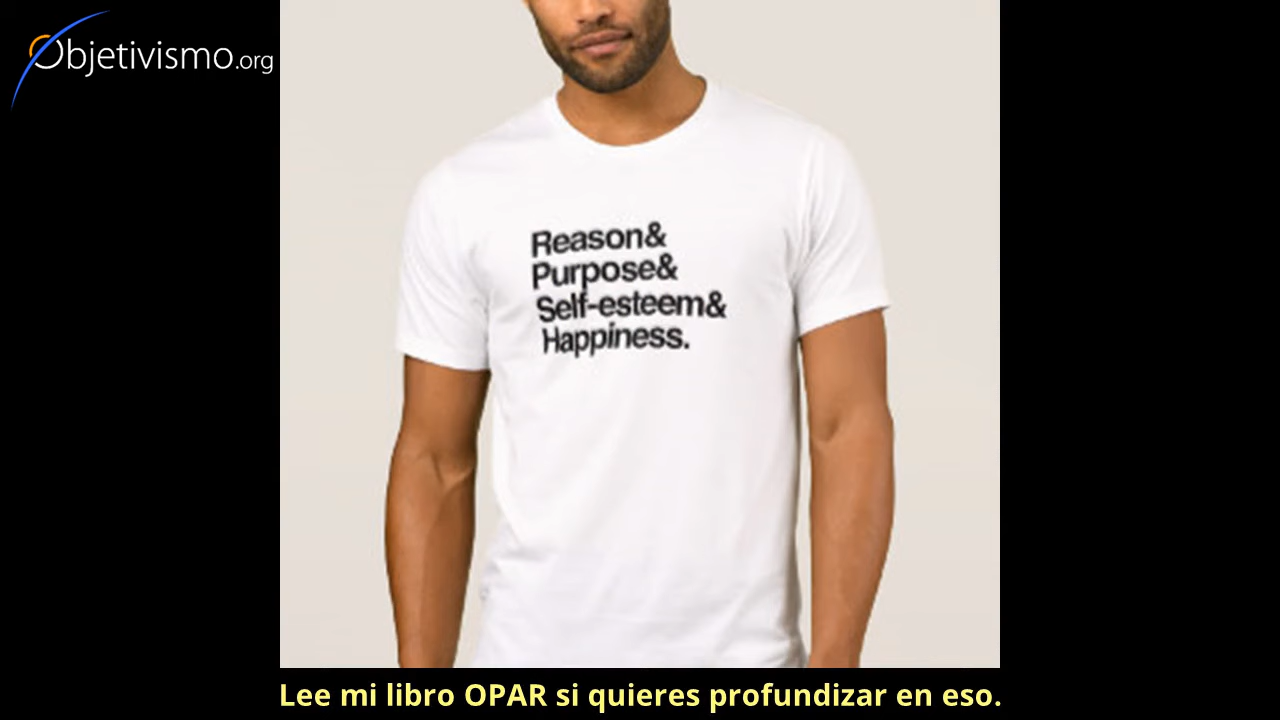 Objetivismo.org
Reason&
Purpose&
Self-esteem&
Happiness.
Lee mi libro OPAR si quieres profundizar en eso.